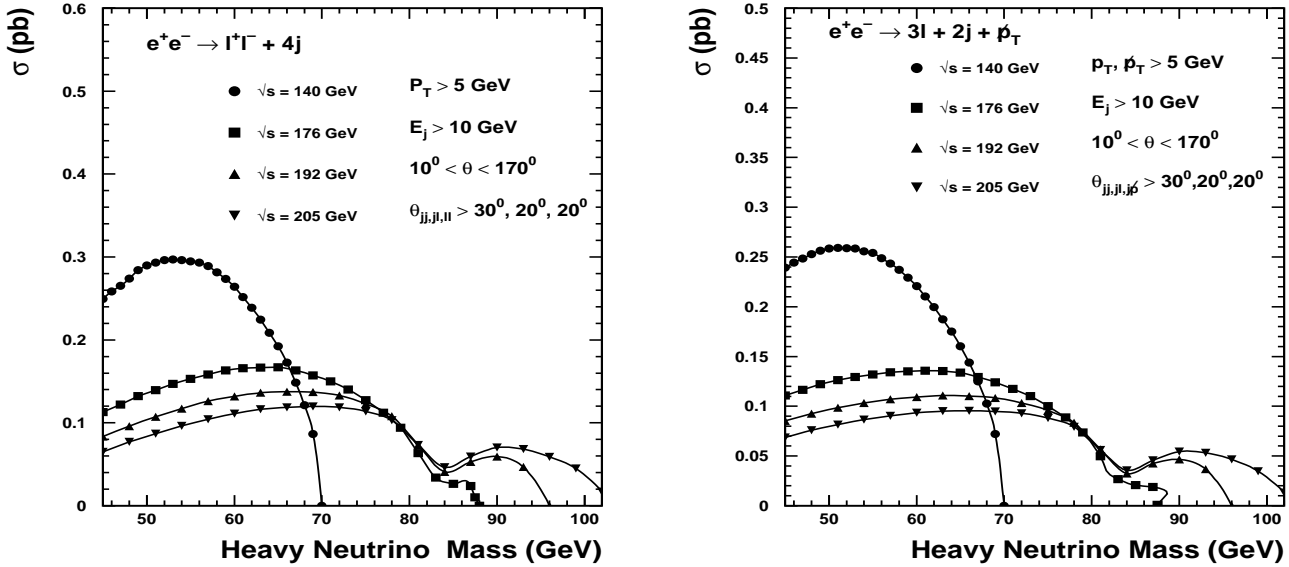 e⁺e⁻ → l⁺l⁻ + 4j
√s = 140 GeV
√s = 176 GeV
√s = 192 GeV
√s = 205 GeV
P_T > 5 GeV
E_j > 10 GeV
10⁰ < θ < 170⁰
θ_jj,jl,ll > 30⁰, 20⁰, 20⁰
σ (pb)
0.6
0.5
0.4
0.3
0.2
0.1
0
50 60 70 80 90 100
Heavy Neutrino Mass (GeV)
e⁺e⁻ → 3l + 2j + p̸_T
√s = 140 GeV
√s = 176 GeV
√s = 192 GeV
√s = 205 GeV
p_T, p̸_T > 5 GeV
E_j > 10 GeV
10⁰ < θ < 170⁰
θ_jj,jl,jp̸ > 30⁰,20⁰,20⁰
σ (pb)
0.5
0.45
0.4
0.35
0.3
0.25
0.2
0.15
0.1
0.05
0
50 60 70 80 90 100
Heavy Neutrino Mass (GeV)